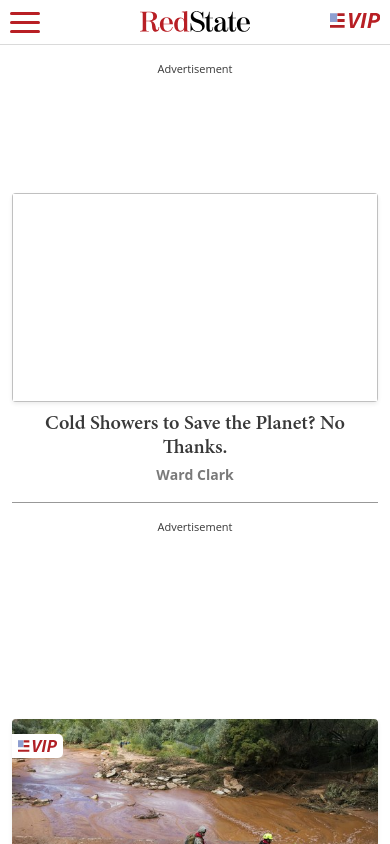 RedState
VIP
Advertisement
Cold Showers to Save the Planet? No
Thanks.
Ward Clark
Advertisement
VIP